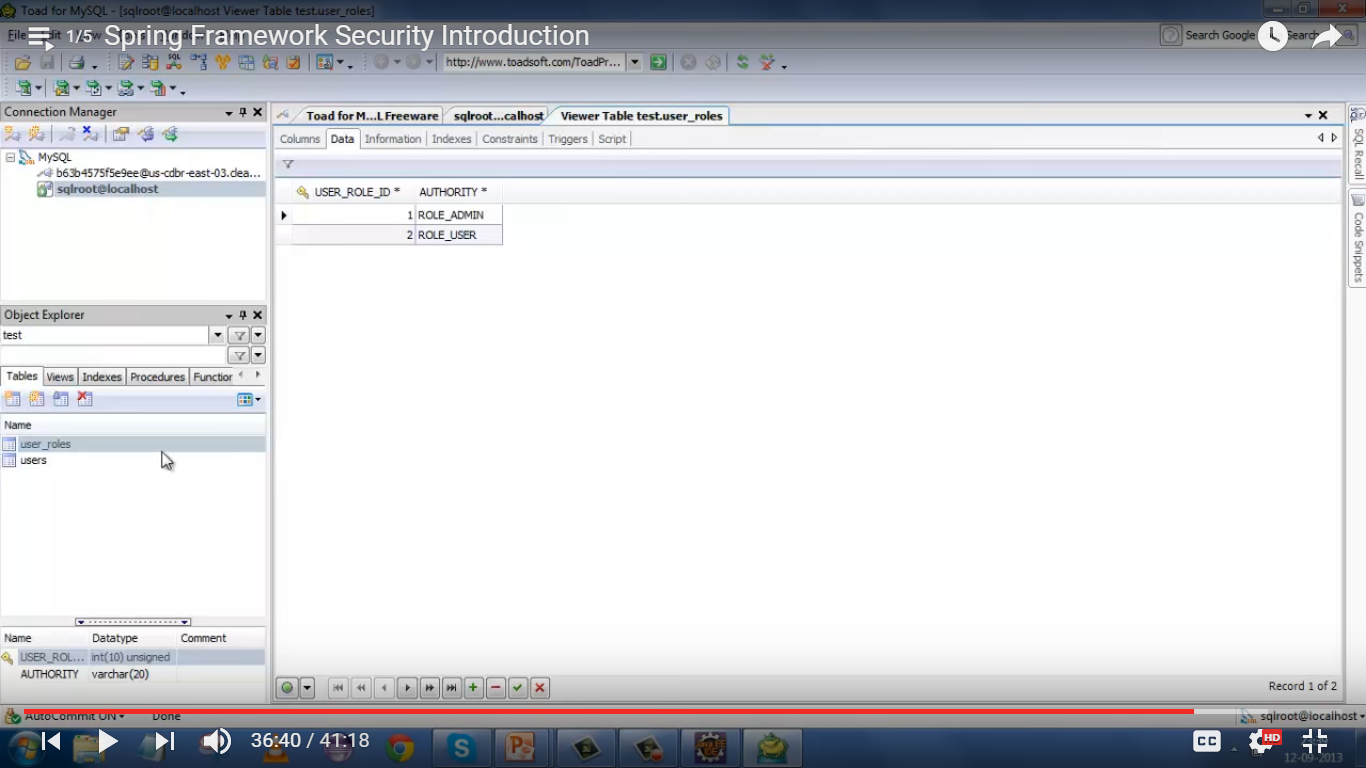 Toad for MySQL - [sqlroot@localhost Viewer Table test.user_roles]
1/5 Spring Framework Security Introduction
File Edit View
Search Google
Search
http://www.toadsoft.com/ToadPr...
Connection Manager
MySQL
b63b4575f5e9ee@us-cdbr-east-03.clea...
sqlroot@localhost
Toad for M...L Freeware
sqlroot...calhost
Viewer Table test.user_roles
Columns Data Information Indexes Constraints Triggers Script
USER_ROLE_ID * AUTHORITY *
1 ROLE_ADMIN
2 ROLE_USER
SQL Recall
Code Snippets
Object Explorer
test
Tables Views Indexes Procedures Function
Name
user_roles
users
Name Datatype Comment
USER_ROL... int(10) unsigned
AUTHORITY varchar(20)
Record 1 of 2
AutoCommit ON Done
sqlroot@localhost
36:40 / 41:18
CC
HD
12-09-2013